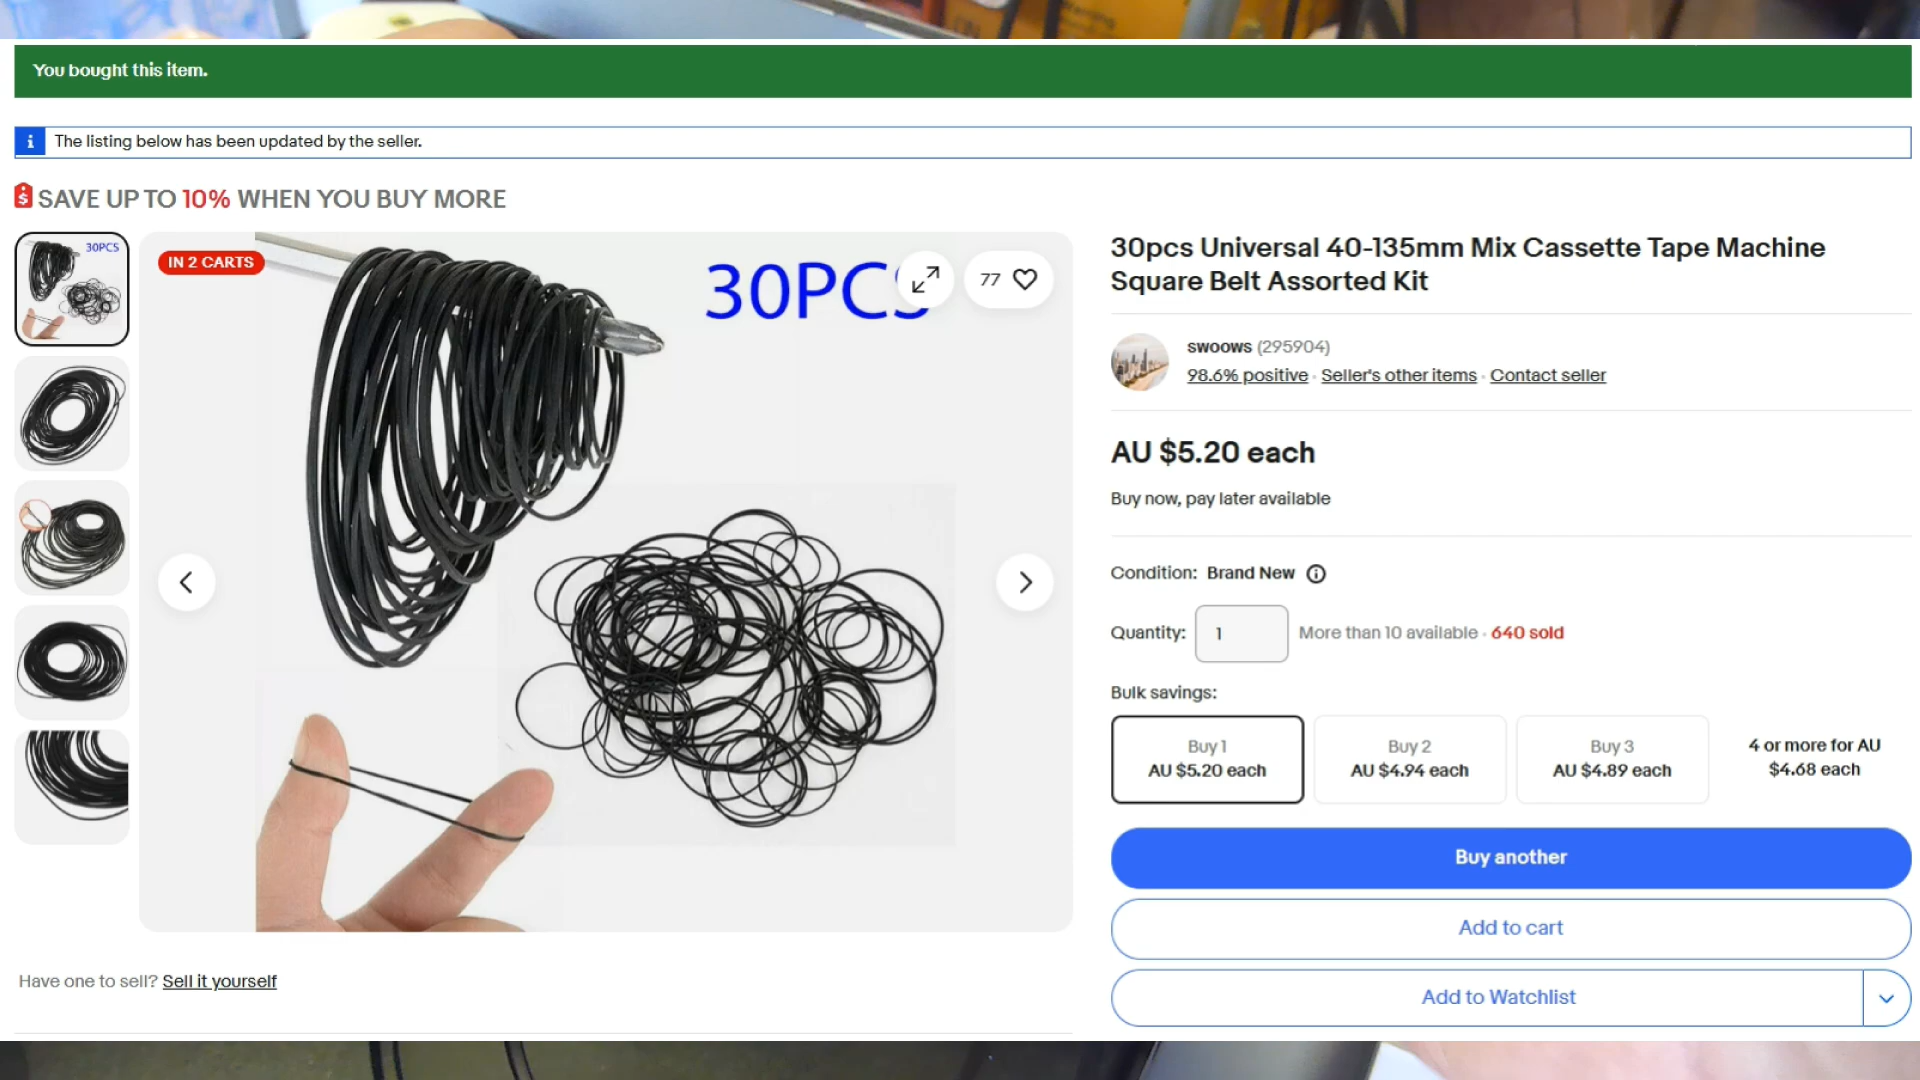 You bought this item.
i The listing below has been updated by the seller.
$ SAVE UP TO 10% WHEN YOU BUY MORE
30PCS
IN 2 CARTS
30PCS
77
30pcs Universal 40-135mm Mix Cassette Tape Machine
Square Belt Assorted Kit
swoows (295904)
98.6% positive · Seller's other items · Contact seller
AU $5.20 each
Buy now, pay later available
Condition: Brand New i
Quantity: 1 More than 10 available · 640 sold
Bulk savings:
Buy 1
AU $5.20 each
Buy 2
AU $4.94 each
Buy 3
AU $4.89 each
4 or more for AU
$4.68 each
Buy another
Add to cart
Add to Watchlist
Have one to sell? Sell it yourself